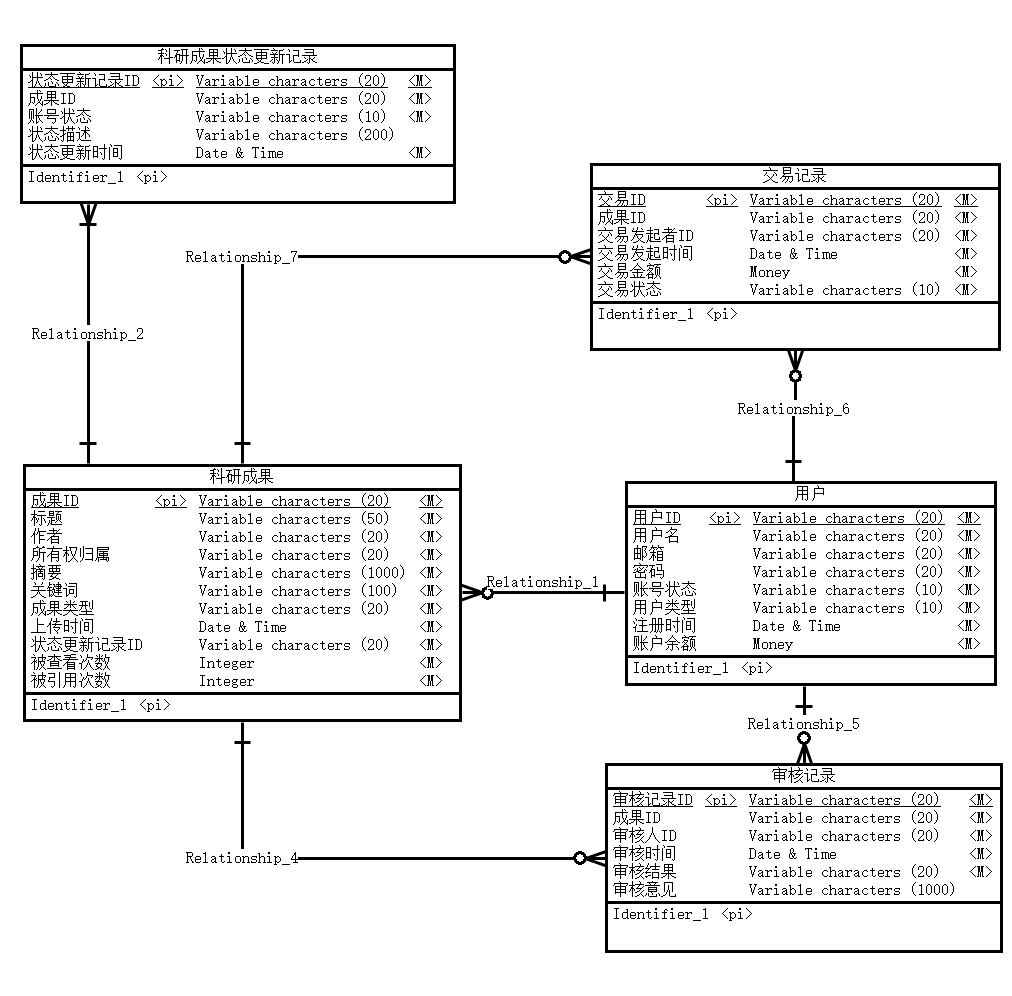 科研成果状态更新记录
状态更新记录ID <pi> Variable characters (20) <M>
成果ID Variable characters (20) <M>
账号状态 Variable characters (10) <M>
状态描述 Variable characters (200)
状态更新时间 Date & Time <M>
Identifier_1 <pi>
交易记录
交易ID <pi> Variable characters (20) <M>
成果ID Variable characters (20) <M>
交易发起者ID Variable characters (20) <M>
交易发起时间 Date & Time <M>
交易金额 Money <M>
交易状态 Variable characters (10) <M>
Identifier_1 <pi>
Relationship_7
Relationship_2
Relationship_6
科研成果
成果ID <pi> Variable characters (20) <M>
标题 Variable characters (50) <M>
作者 Variable characters (20) <M>
所有权归属 Variable characters (20) <M>
摘要 Variable characters (1000) <M>
关键词 Variable characters (100) <M>
成果类型 Variable characters (20) <M>
上传时间 Date & Time <M>
状态更新记录ID Variable characters (20) <M>
被查看次数 Integer <M>
被引用次数 Integer <M>
Identifier_1 <pi>
Relationship_1
用户
用户ID <pi> Variable characters (20) <M>
用户名 Variable characters (20) <M>
邮箱 Variable characters (20) <M>
密码 Variable characters (20) <M>
账号状态 Variable characters (10) <M>
用户类型 Variable characters (10) <M>
注册时间 Date & Time <M>
账户余额 Money <M>
Identifier_1 <pi>
Relationship_5
Relationship_4
审核记录
审核记录ID <pi> Variable characters (20) <M>
成果ID Variable characters (20) <M>
审核人ID Variable characters (20) <M>
审核时间 Date & Time <M>
审核结果 Variable characters (20) <M>
审核意见 Variable characters (1000)
Identifier_1 <pi>